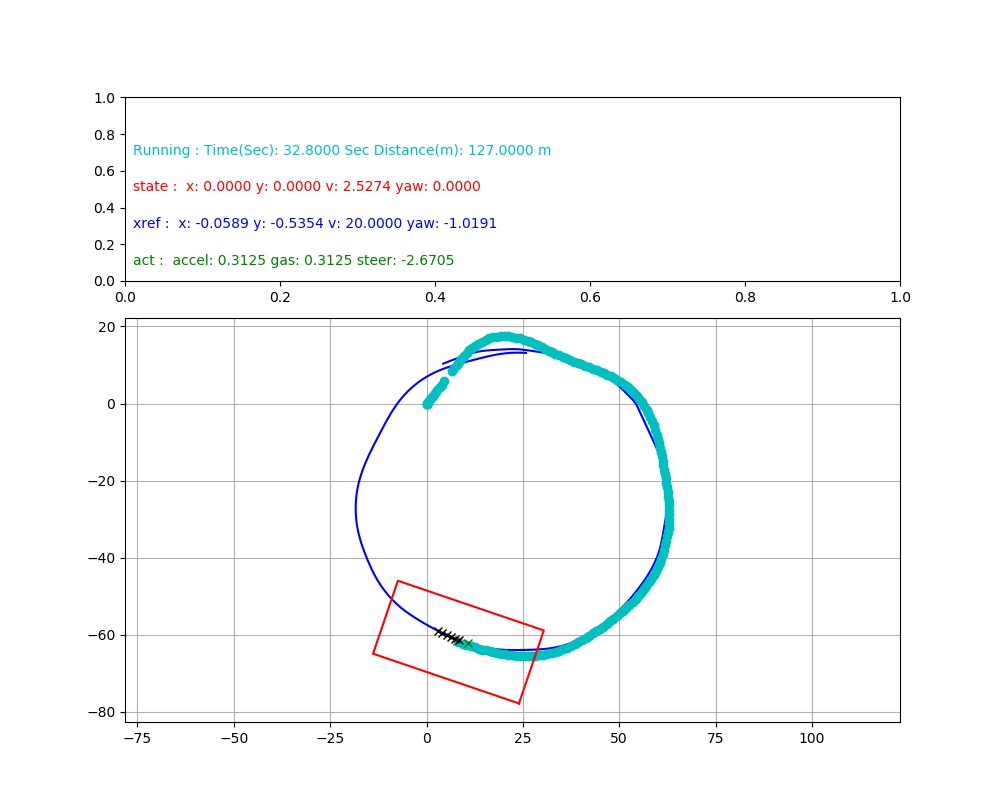 1.0
0.8
0.6
0.4
0.2
0.0
Running : Time(Sec): 32.8000 Sec Distance(m): 127.0000 m
state :  x: 0.0000 y: 0.0000 v: 2.5274 yaw: 0.0000
xref :  x: -0.0589 y: -0.5354 v: 20.0000 yaw: -1.0191
act :  accel: 0.3125 gas: 0.3125 steer: -2.6705
0.0 0.2 0.4 0.6 0.8 1.0
20
0
−20
−40
−60
−80
−75 −50 −25 0 25 50 75 100